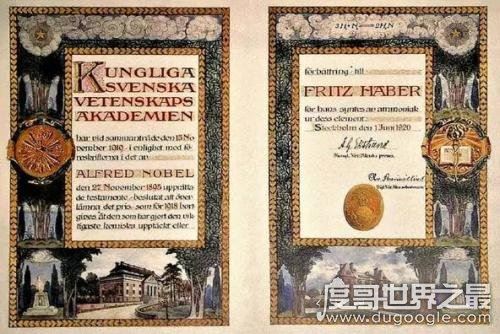 KUNGLIGA
SVENSKA
VETENSKAPS
AKADEMIEN
har vid sammanträde den 13 No
vember 1919 i enlighet med fö
reskrifterna i det av
ALFRED NOBEL
den 27 November 1895 upprätta
de testamente beslutat att över
lämna det pris som för 1918 bort
givas åt den som har gjort den vik
tigaste kemiska upptäckt eller
förbättring till
FRITZ HABER
för hans syntes av ammoniak
ur dess element
Stockholm den 1 Juni 1920
度哥世界之最
www.dugoogle.com